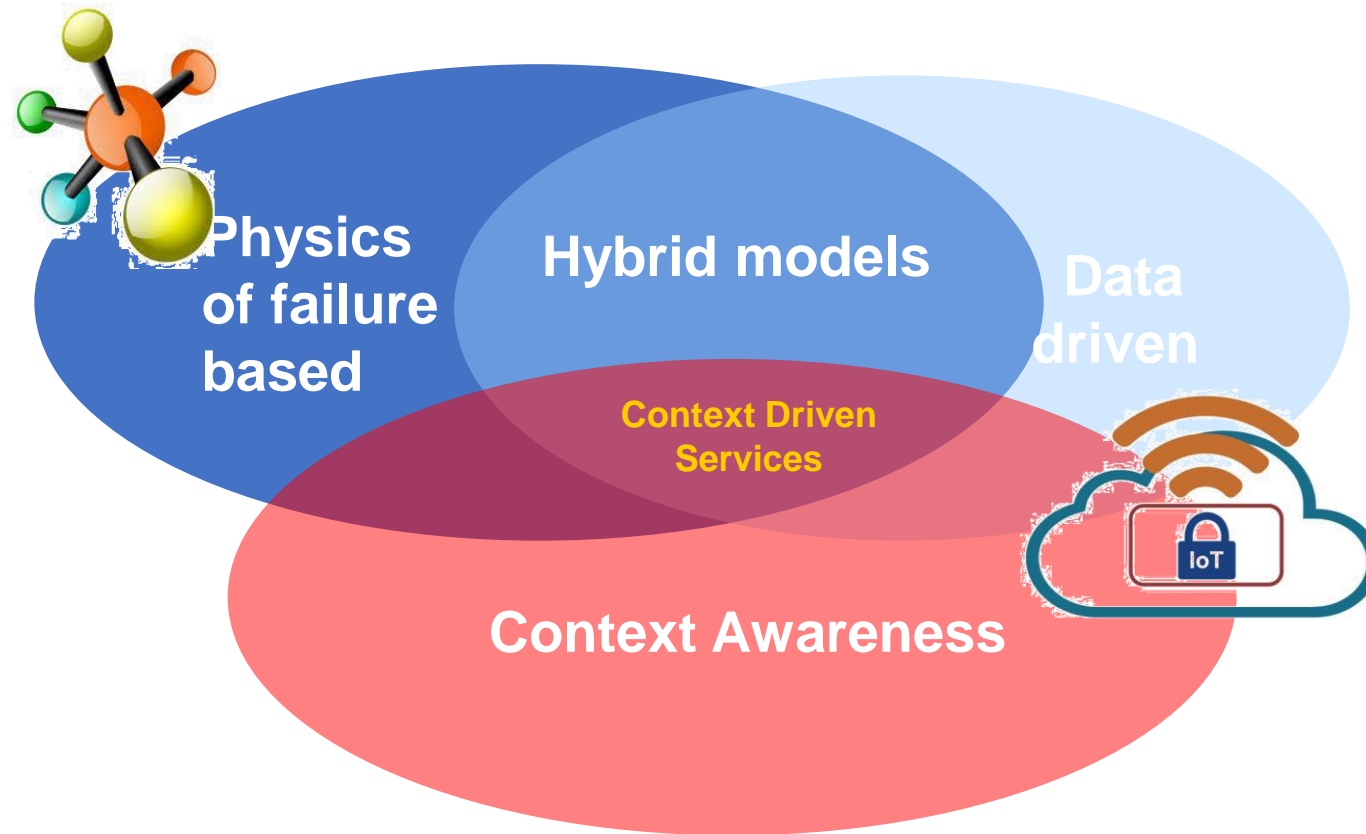 Physics
of failure
based
Hybrid models
Data
driven
Context Driven
Services
IoT
Context Awareness